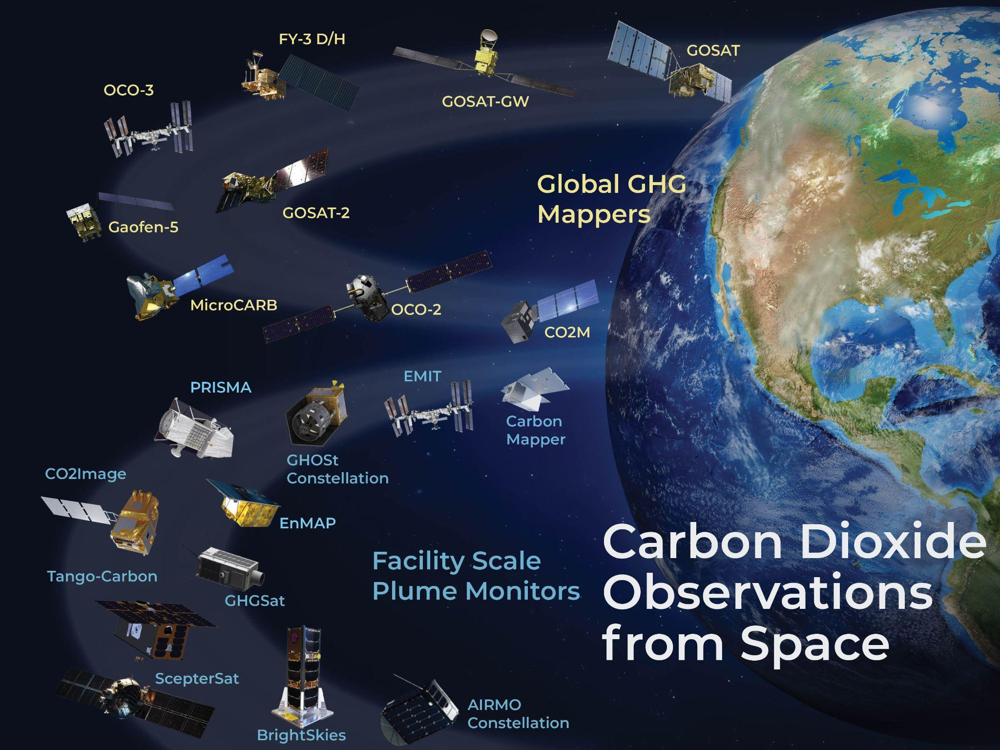 FY-3 D/H
GOSAT
OCO-3
GOSAT-GW
Global GHG
Mappers
GOSAT-2
Gaofen-5
MicroCARB
OCO-2
CO2M
EMIT
PRISMA
Carbon
Mapper
GHOSt
Constellation
CO2Image
EnMAP
Facility Scale
Plume Monitors
Carbon Dioxide
Observations
from Space
Tango-Carbon
GHGSat
ScepterSat
AIRMO
Constellation
BrightSkies